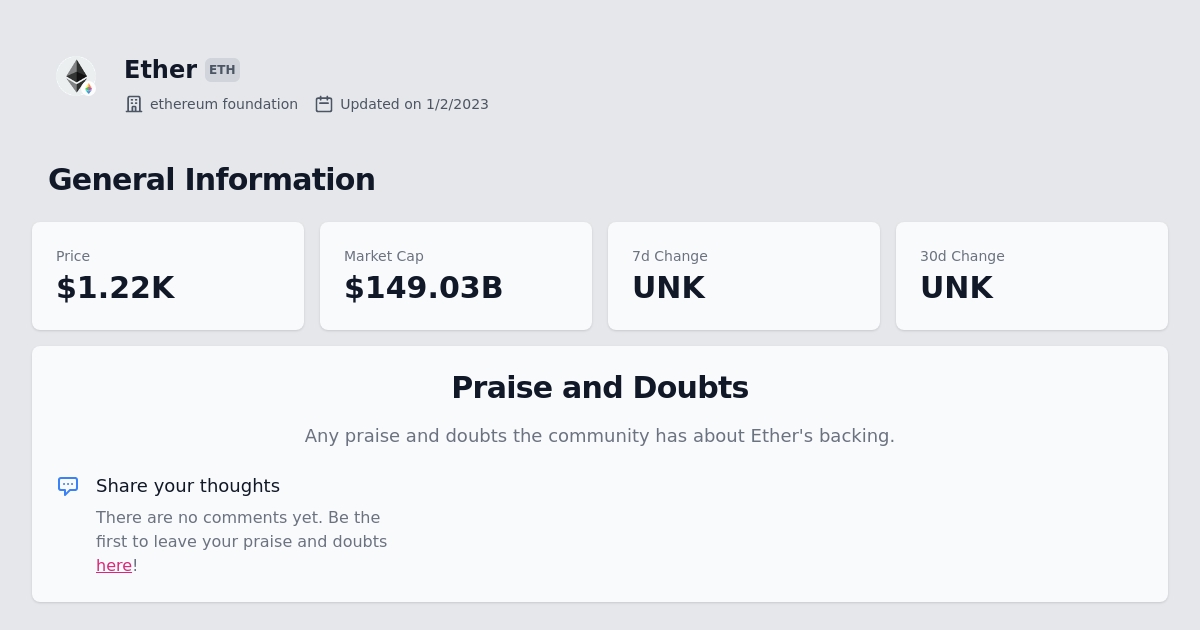 Ether ETH
ethereum foundation Updated on 1/2/2023
General Information
Price
$1.22K
Market Cap
$149.03B
7d Change
UNK
30d Change
UNK
Praise and Doubts
Any praise and doubts the community has about Ether's backing.
Share your thoughts
There are no comments yet. Be the
first to leave your praise and doubts
here!